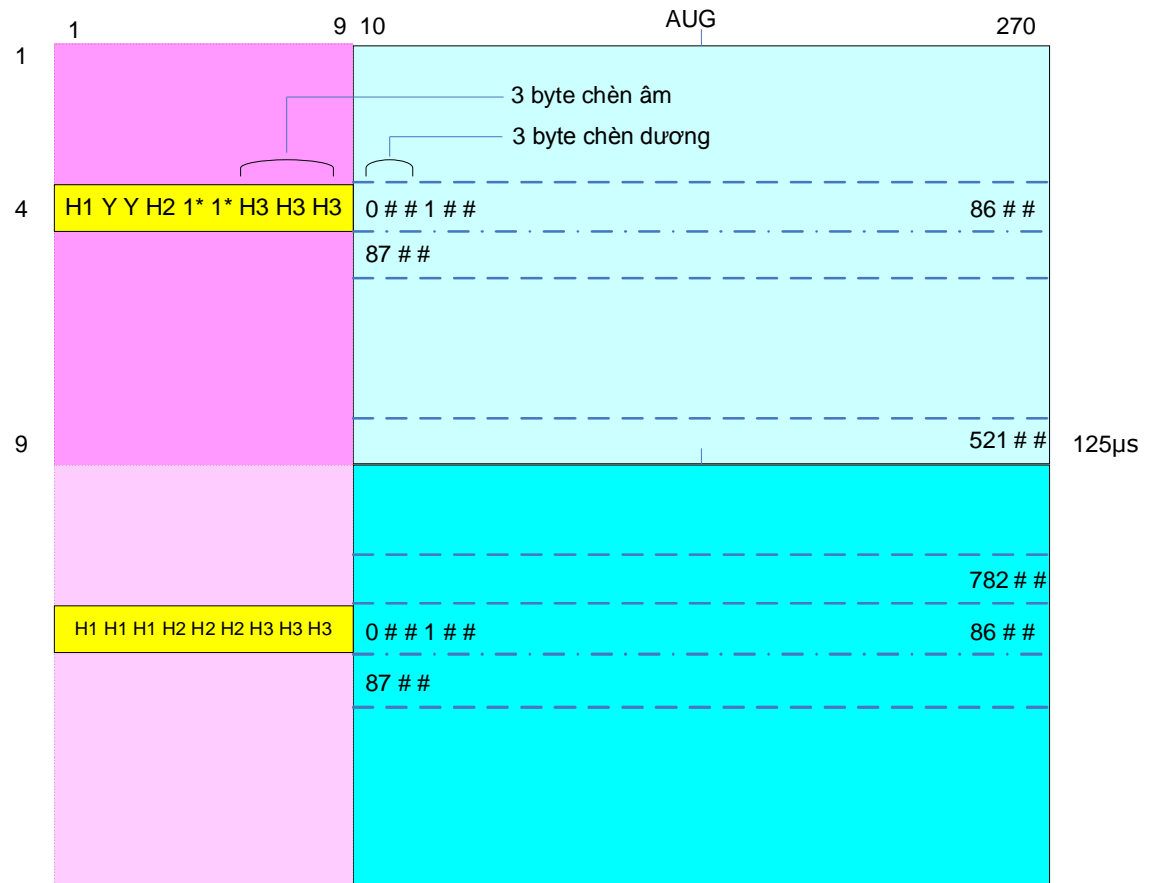 1 9 10 AUG 270
1
3 byte chèn âm
3 byte chèn dương
4 H1 Y Y H2 1* 1* H3 H3 H3 0 # # 1 # # 86 # #
87 # #
9 521 # # 125µs
782 # #
H1 H1 H1 H2 H2 H2 H3 H3 H3 0 # # 1 # # 86 # #
87 # #